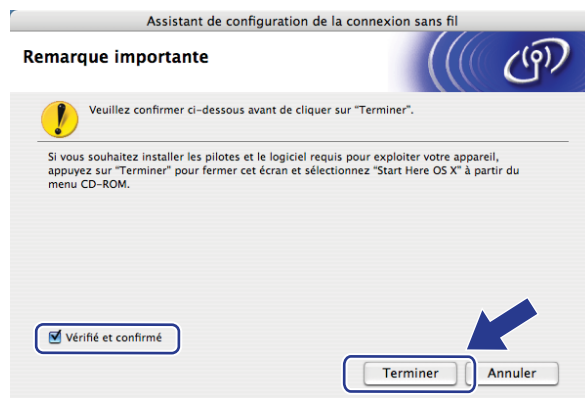 Assistant de configuration de la connexion sans fil
Remarque importante
Veuillez confirmer ci-dessous avant de cliquer sur “Terminer”.
Si vous souhaitez installer les pilotes et le logiciel requis pour exploiter votre appareil,
appuyez sur “Terminer” pour fermer cet écran et sélectionnez “Start Here OS X” à partir du
menu CD-ROM.
Vérifié et confirmé
Terminer
Annuler